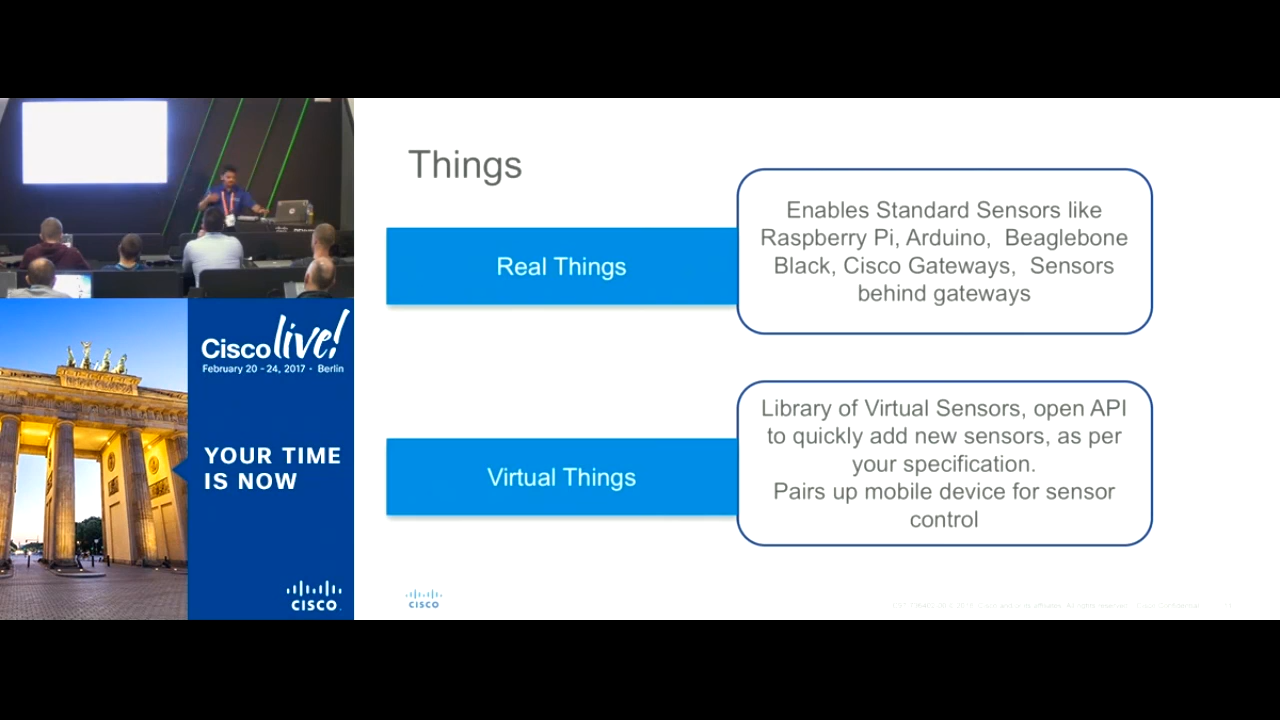 Things
Real Things
Enables Standard Sensors like
Raspberry Pi, Arduino, Beaglebone
Black, Cisco Gateways, Sensors
behind gateways
Virtual Things
Library of Virtual Sensors, open API
to quickly add new sensors, as per
your specification.
Pairs up mobile device for sensor
control
Cisco live!
February 20 - 24, 2017 • Berlin
YOUR TIME
IS NOW
CISCO
CISCO